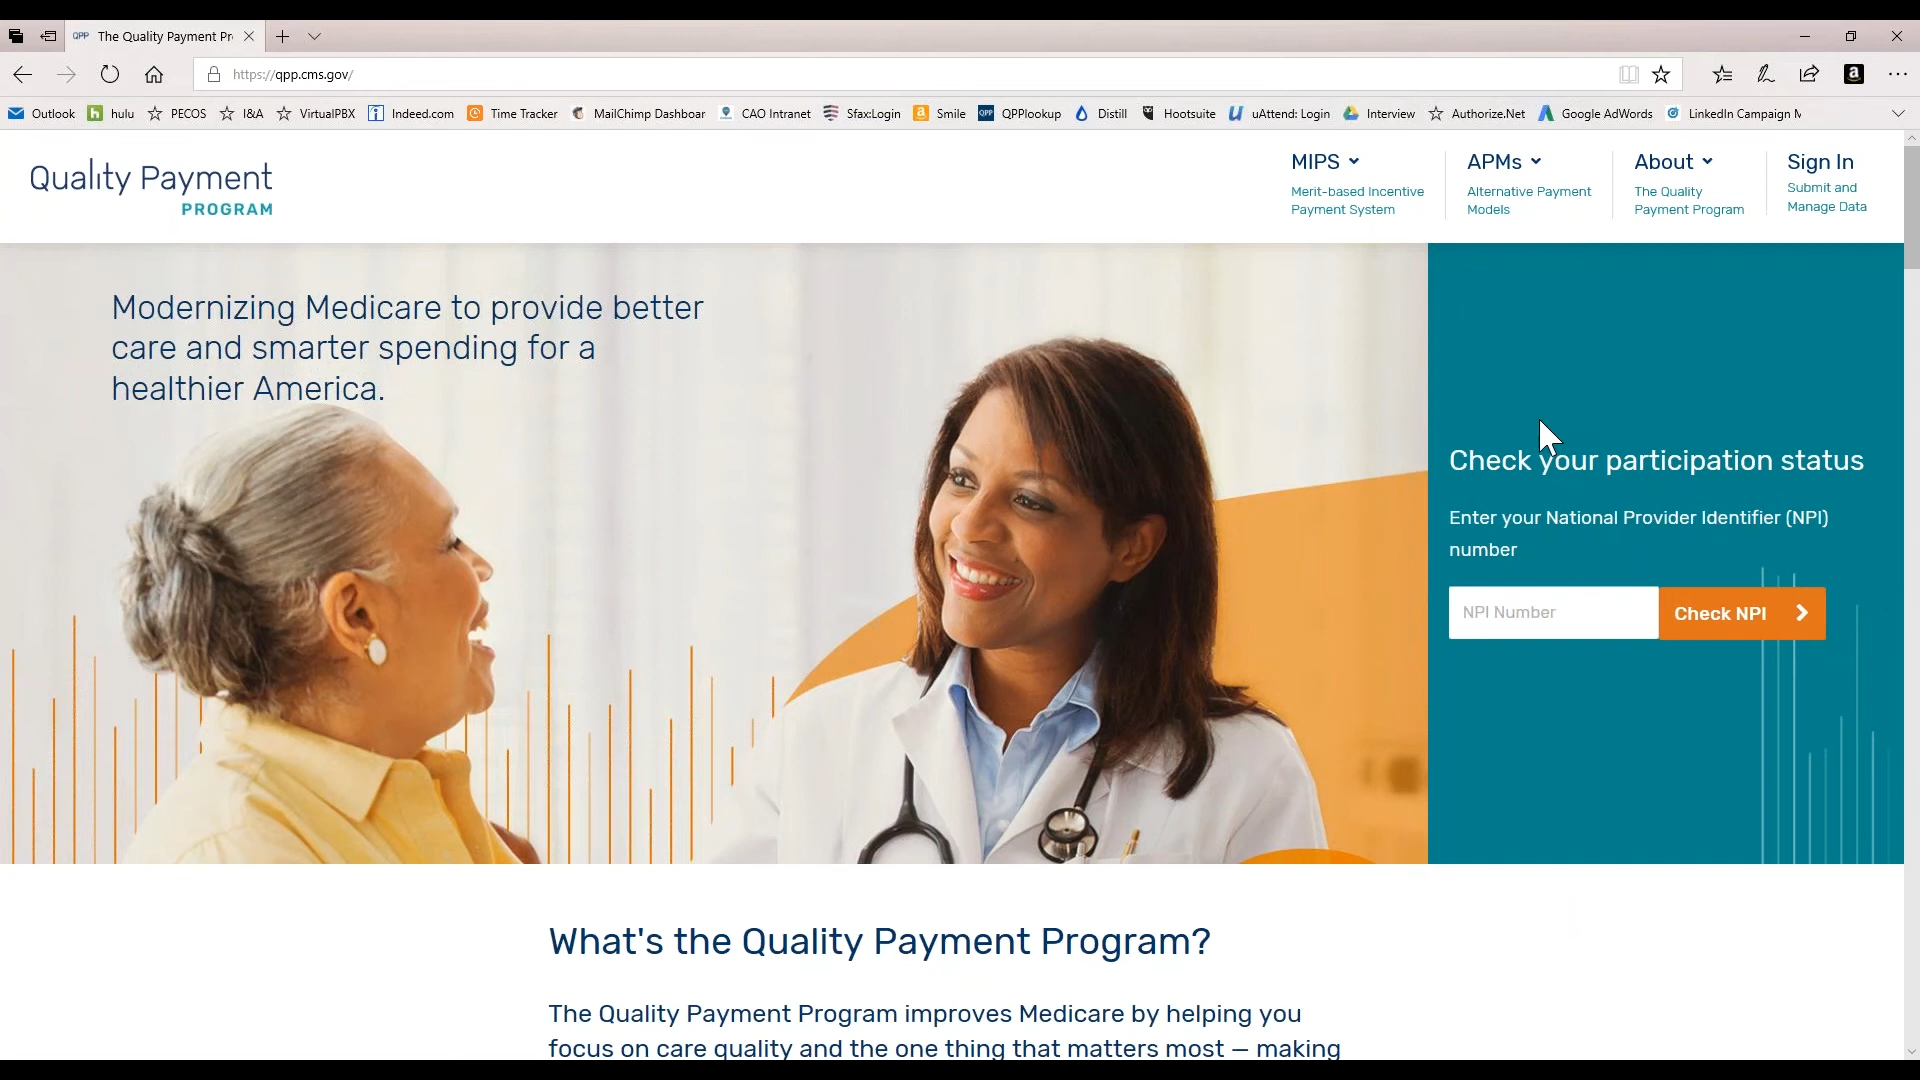 QPP The Quality Payment Pr
https://qpp.cms.gov/
Outlook hulu PECOS I&A VirtualPBX Indeed.com Time Tracker MailChimp Dashboar CAO Intranet Sfax:Login Smile QPPlookup Distill Hootsuite uAttend: Login Interview Authorize.Net Google AdWords LinkedIn Campaign M
Quality Payment
PROGRAM
MIPS
Merit-based Incentive
Payment System
APMs
Alternative Payment
Models
About
The Quality
Payment Program
Sign In
Submit and
Manage Data
Modernizing Medicare to provide better
care and smarter spending for a
healthier America.
Check your participation status
Enter your National Provider Identifier (NPI)
number
NPI Number
Check NPI
What's the Quality Payment Program?
The Quality Payment Program improves Medicare by helping you
focus on care quality and the one thing that matters most — making